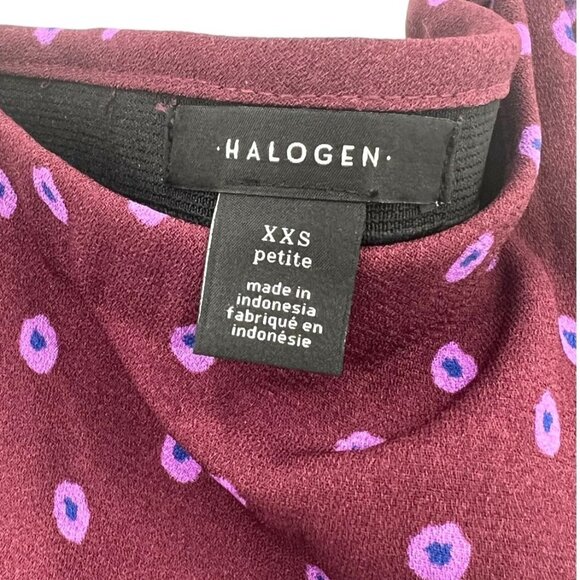 ·HALOGEN·
XXS
petite
made in
indonesia
fabriqué en
indonésie